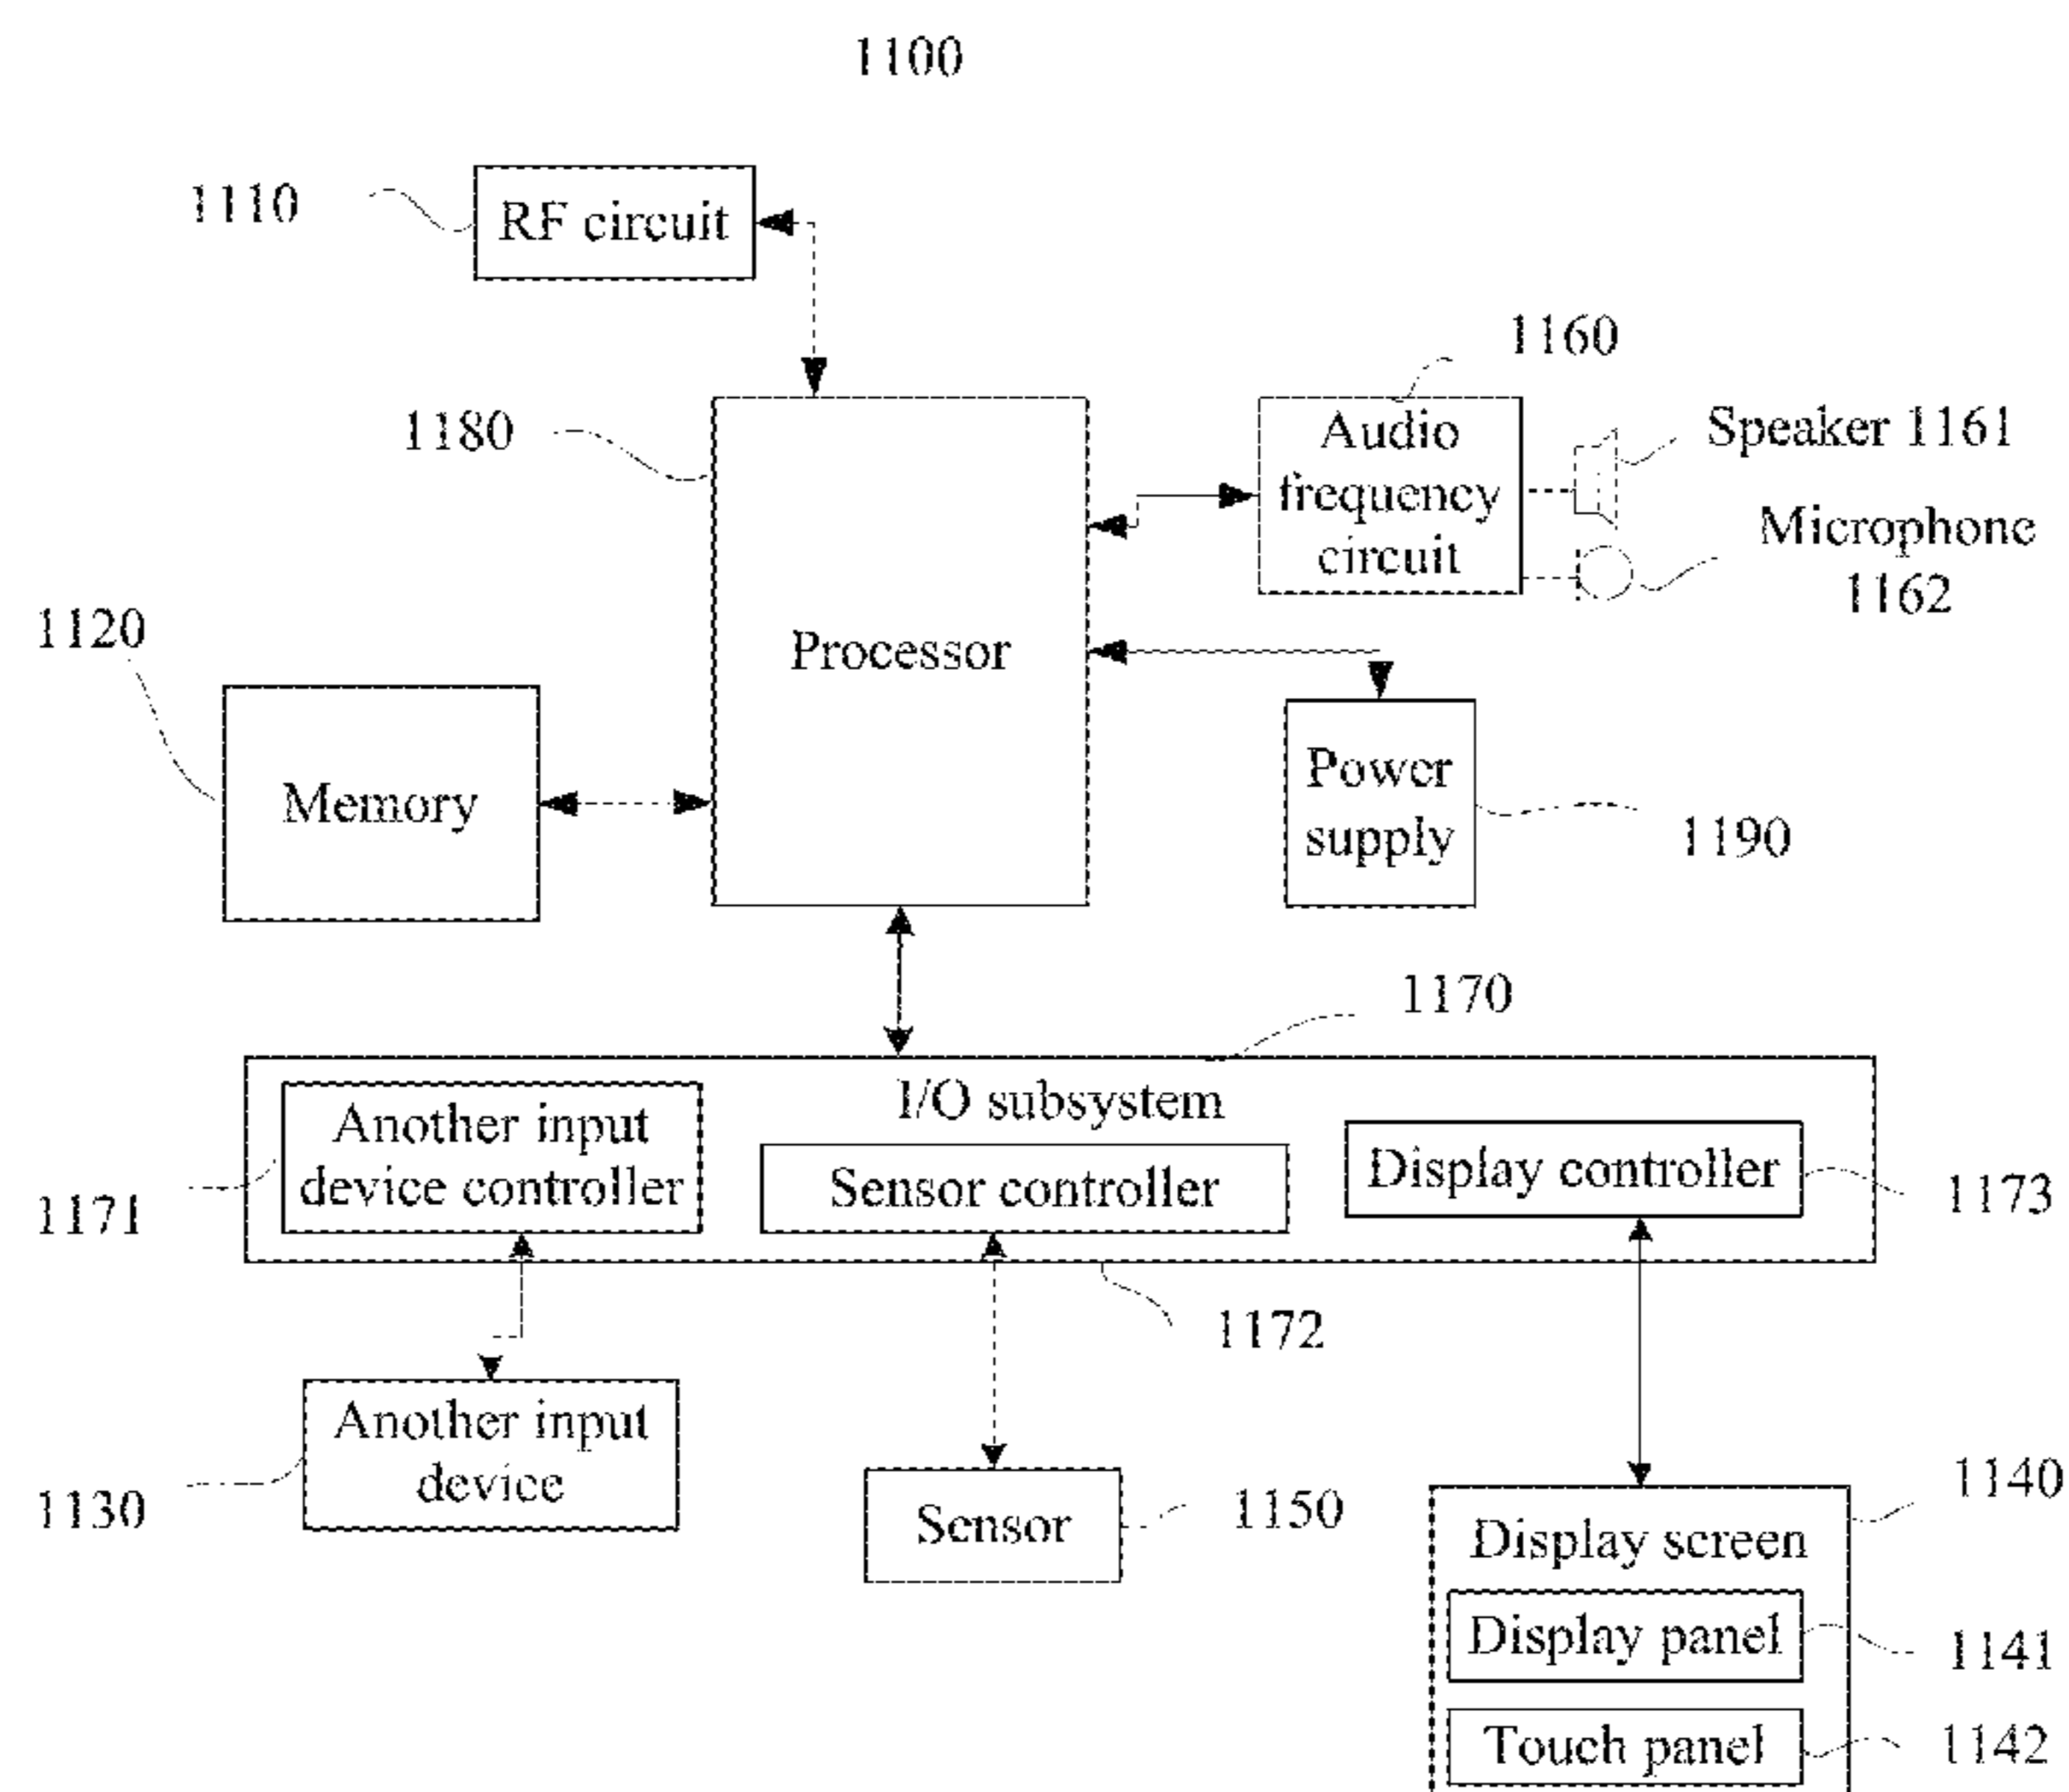 1100
1110
RF circuit
1160
1180
Audio
frequency
circuit
Speaker 1161
Microphone
1162
Processor
1120
Memory
Power
supply
1190
1170
I/O subsystem
Another input
device controller
Sensor controller
Display controller
1171
1173
1172
Another input
device
1130
Sensor
1150
1140
Display screen
Display panel
1141
Touch panel
1142